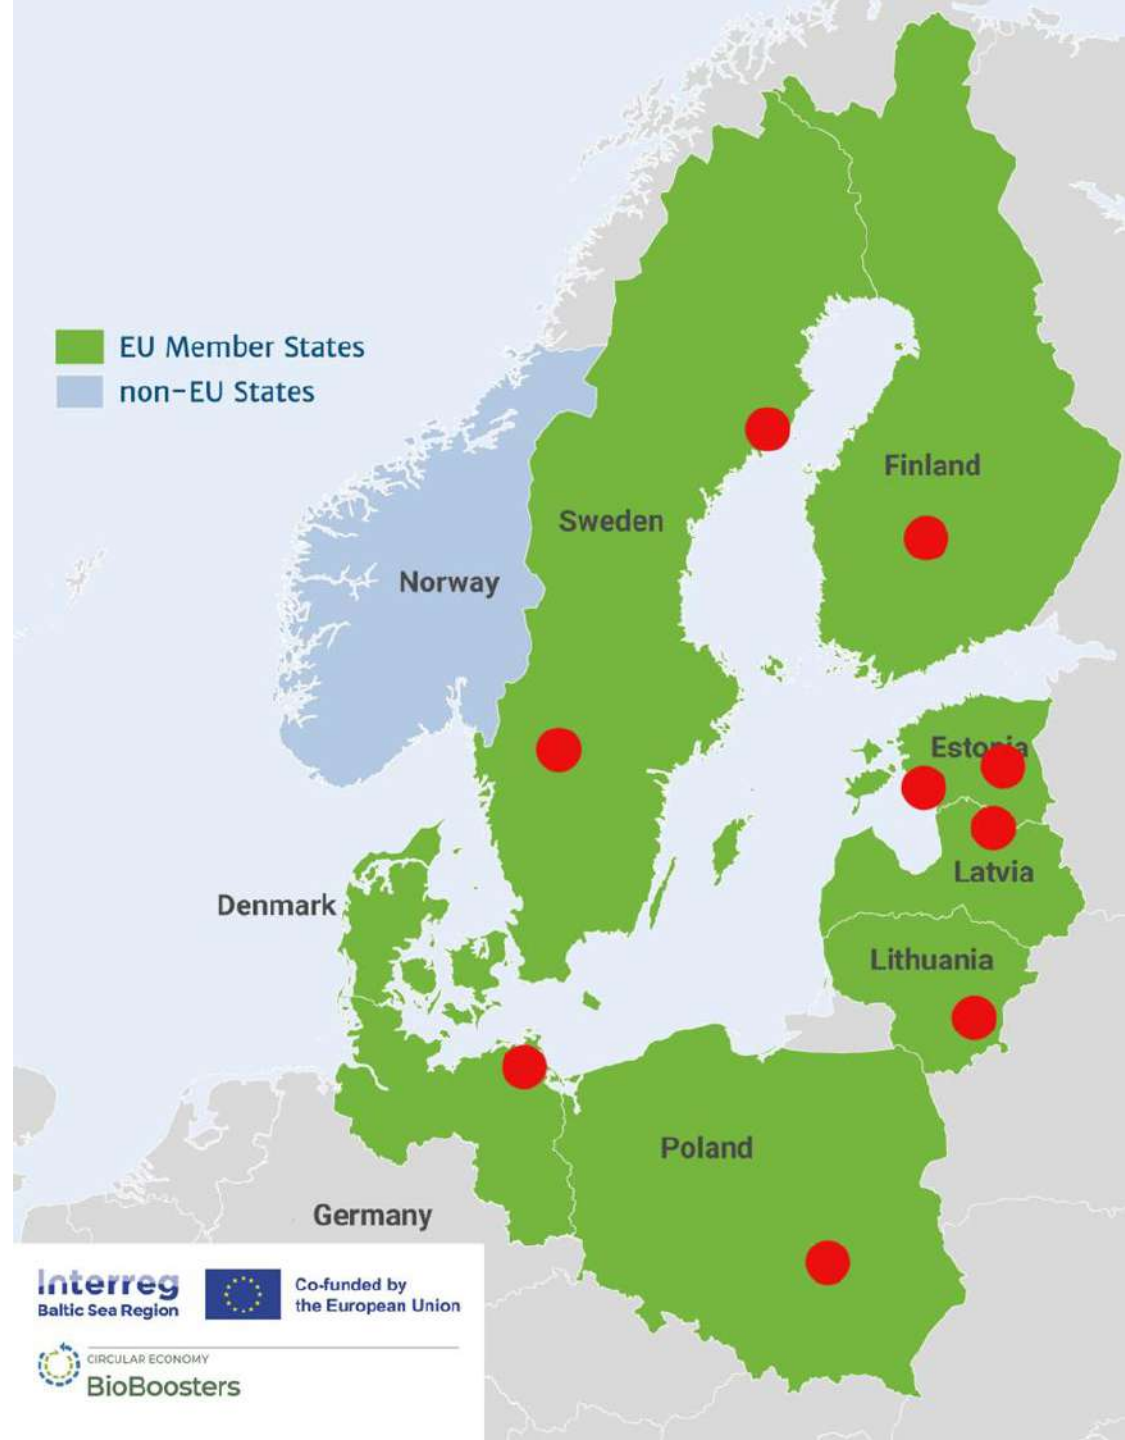 EU Member States
non-EU States
Finland
Sweden
Norway
Estonia
Denmark
Latvia
Lithuania
Poland
Germany
Interreg
Baltic Sea Region
Co-funded by
the European Union
CIRCULAR ECONOMY
BioBoosters